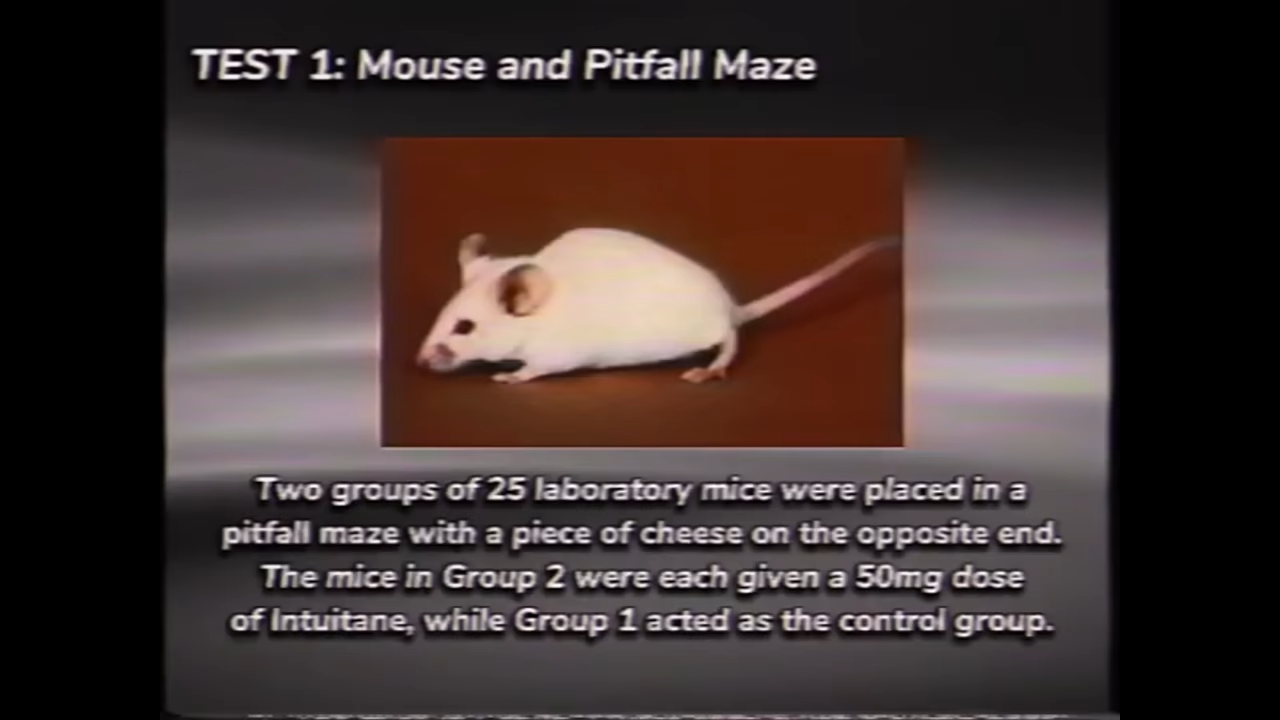 TEST 1: Mouse and Pitfall Maze
Two groups of 25 laboratory mice were placed in a
pitfall maze with a piece of cheese on the opposite end.
The mice in Group 2 were each given a 50mg dose
of Intuitane, while Group 1 acted as the control group.